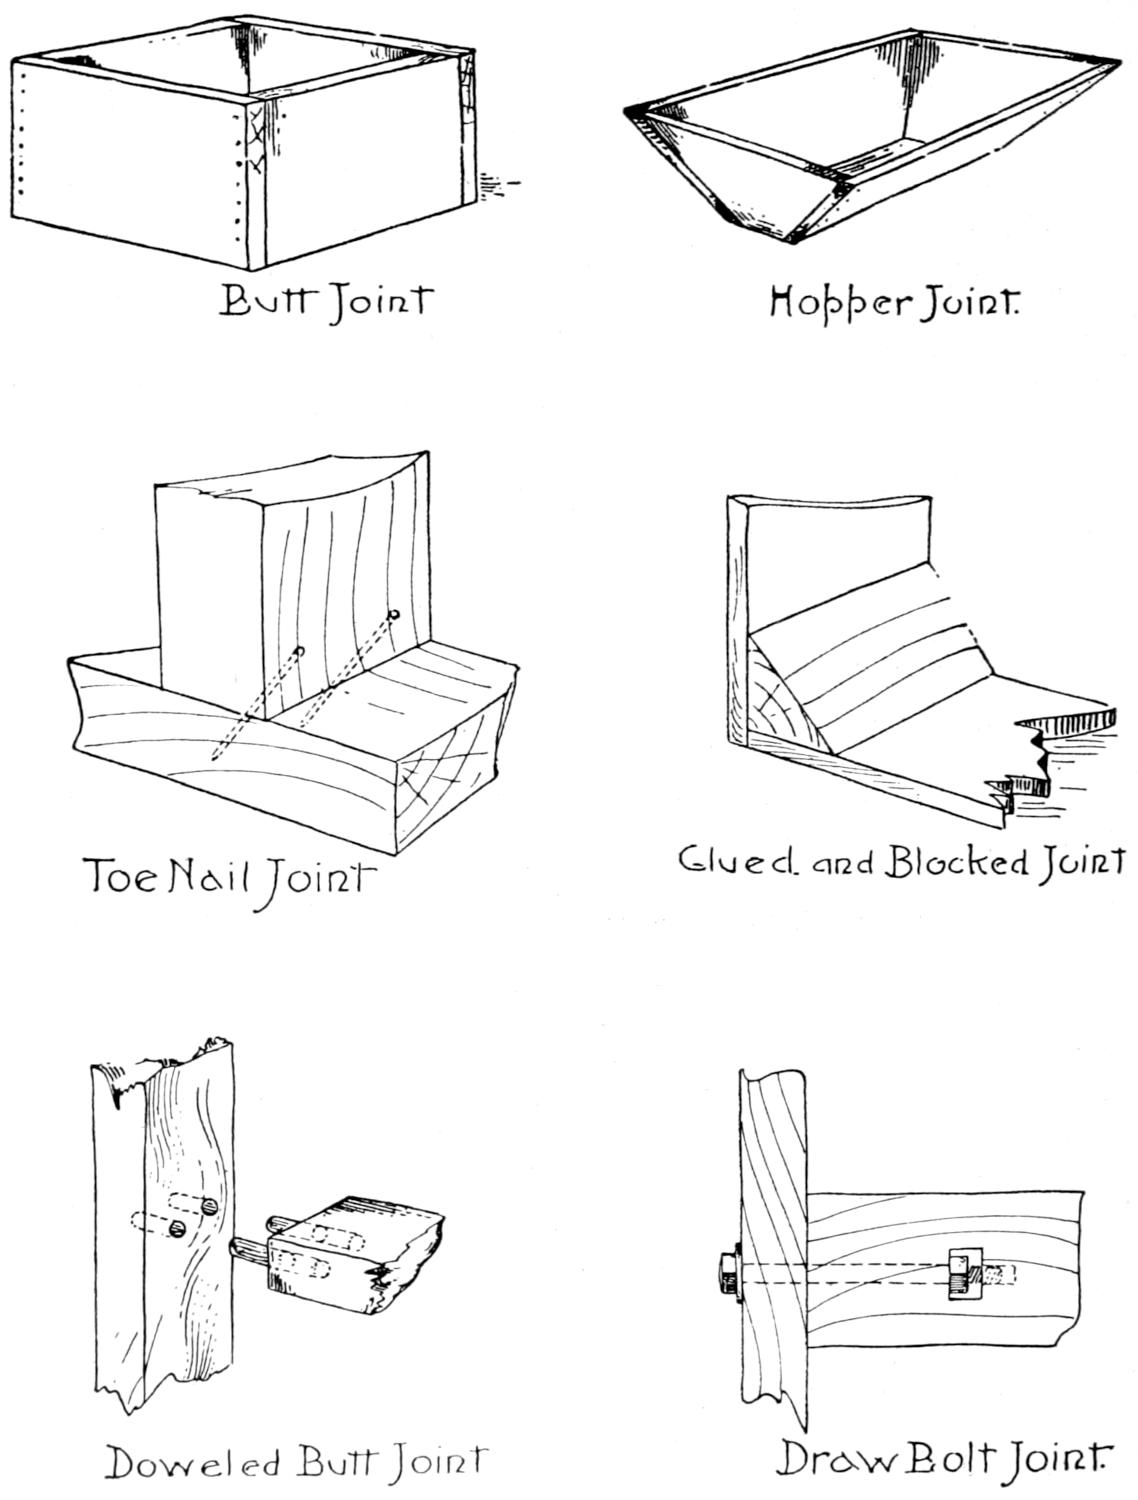 Butt Joint
Hopper Joint.
Toe Nail Joint
Glued. and Blocked Joint
Doweled Butt Joint
Draw Bolt Joint.